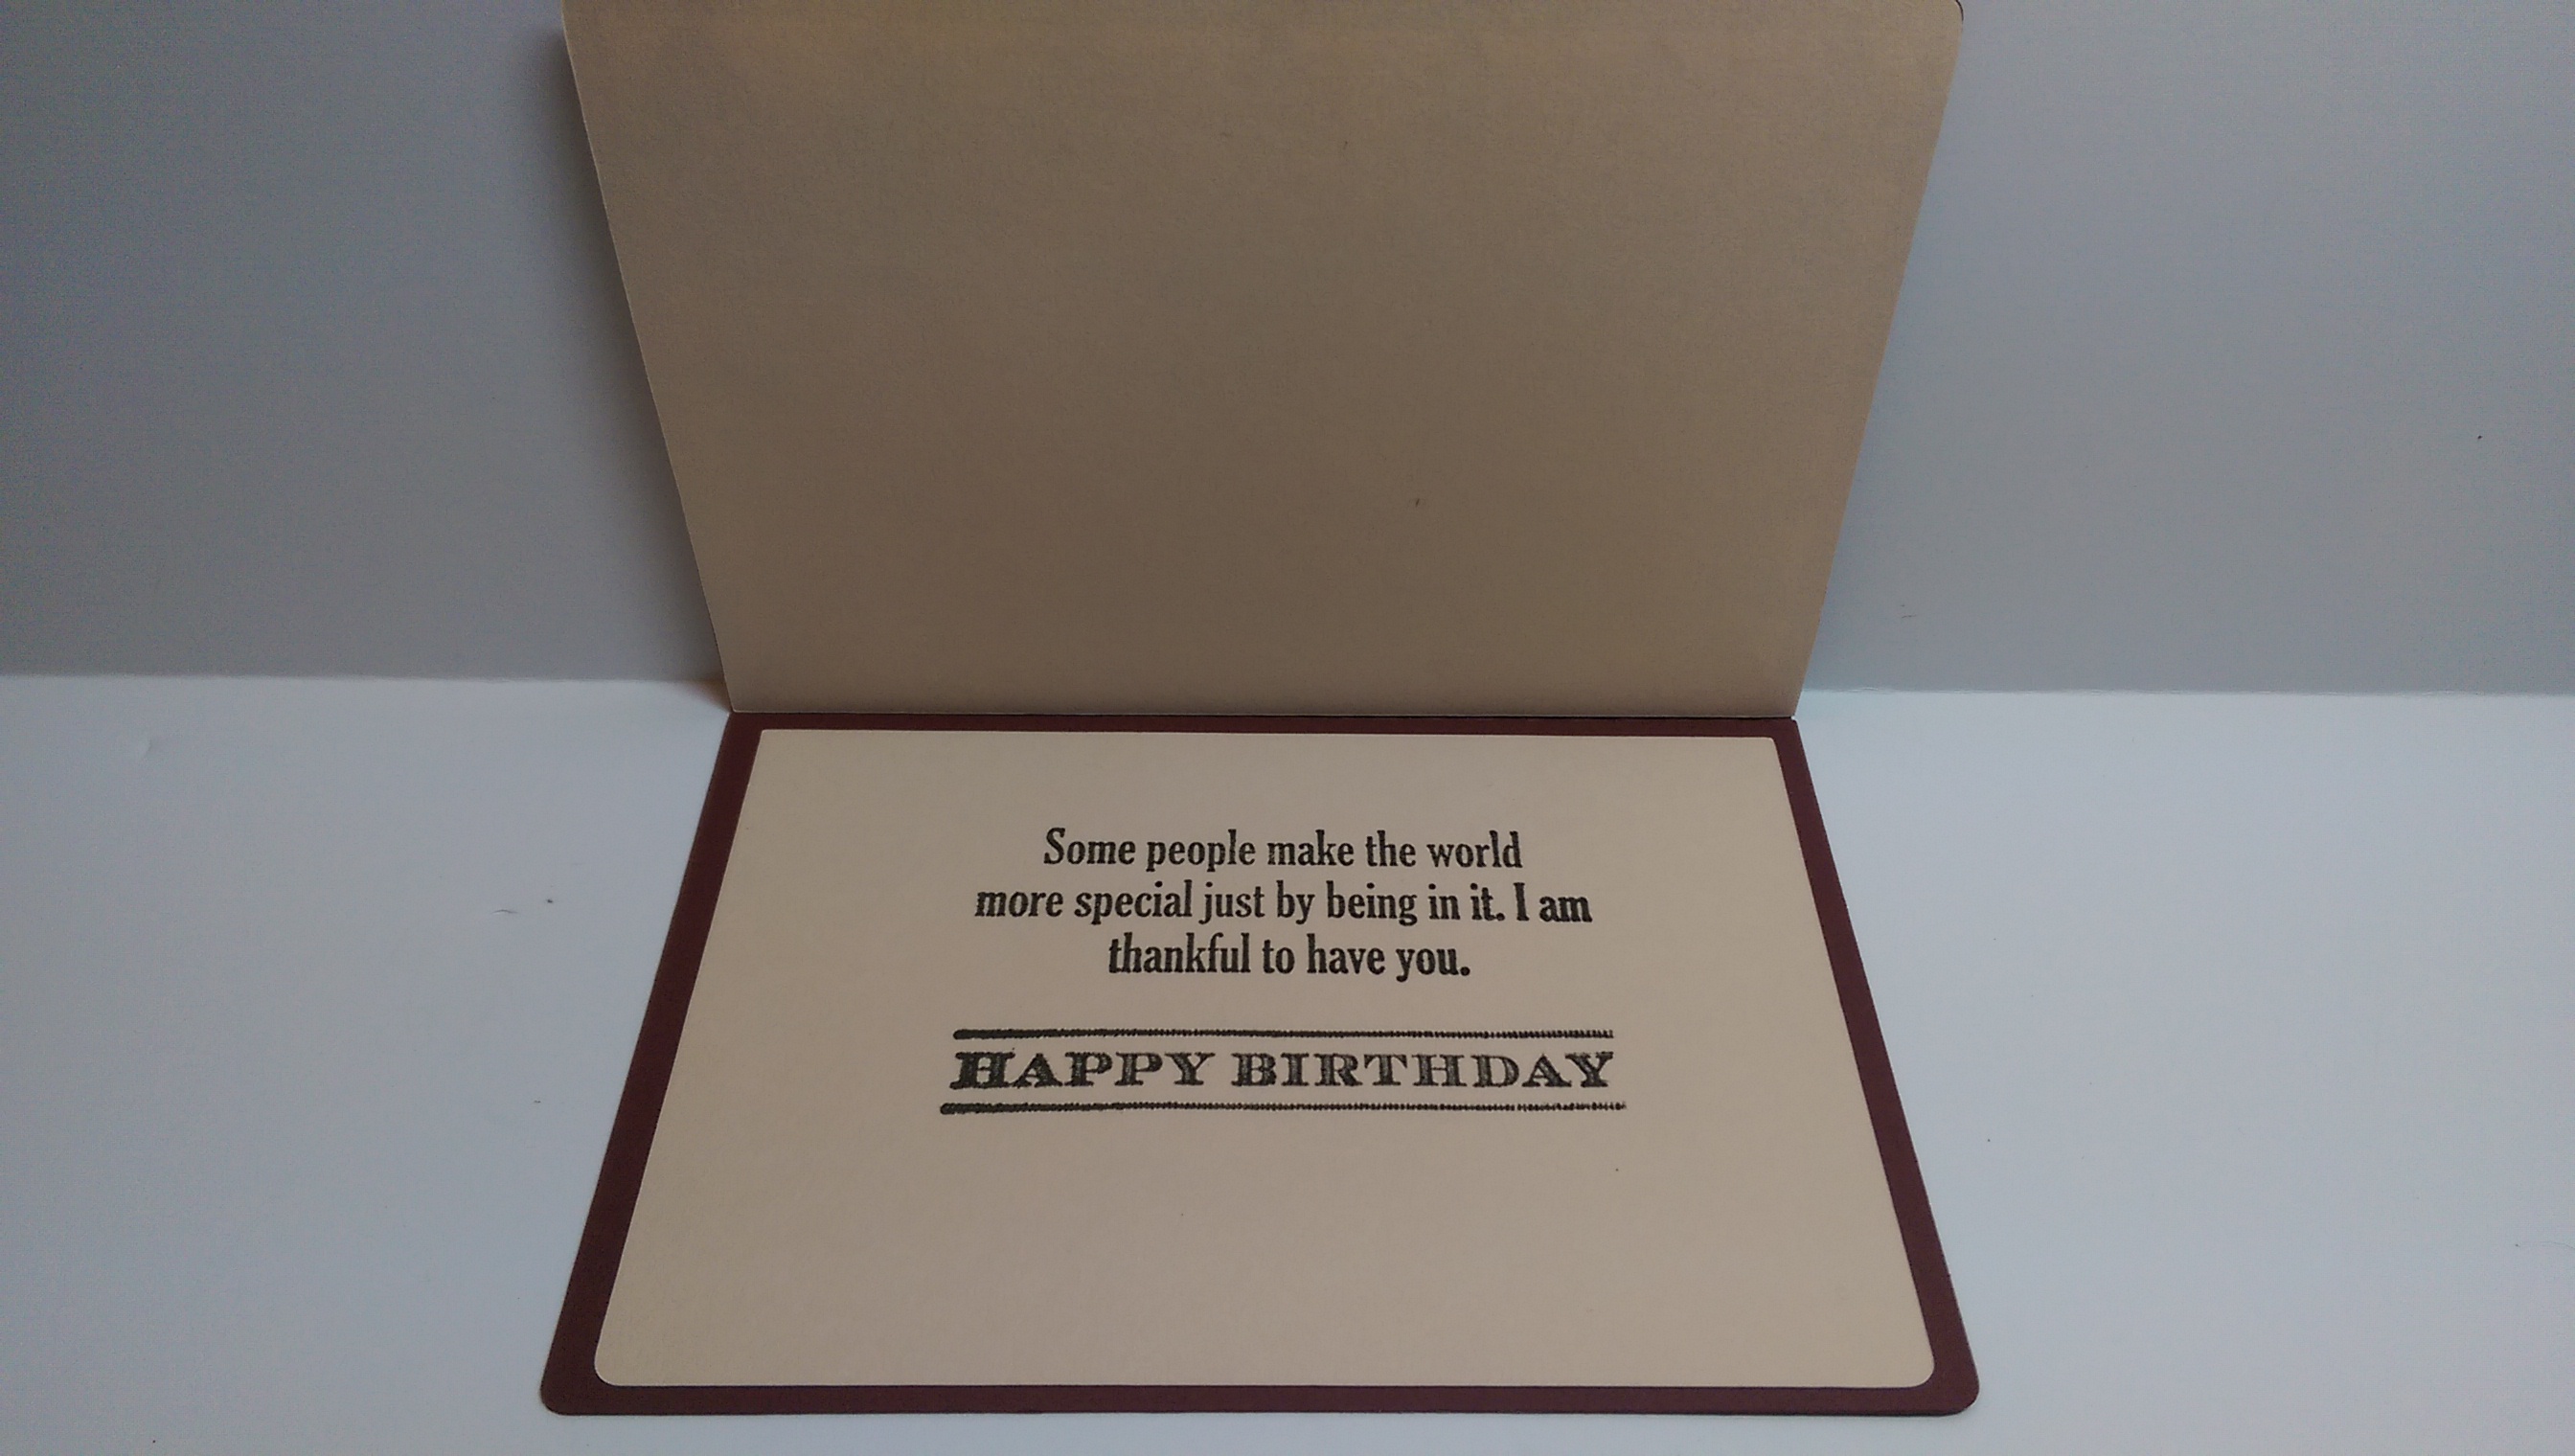 Some people make the world
more special just by being in it. I am
thankful to have you.
HAPPY BIRTHDAY